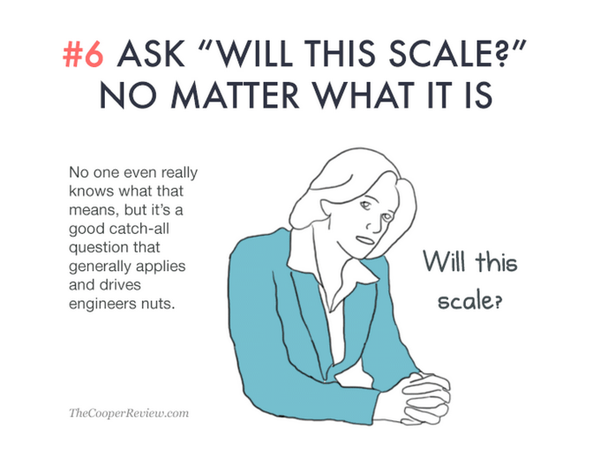 #6 ASK “WILL THIS SCALE?”
NO MATTER WHAT IT IS
No one even really
knows what that
means, but it’s a
good catch-all
question that
generally applies
and drives
engineers nuts.
Will this
scale?
TheCooperReview.com